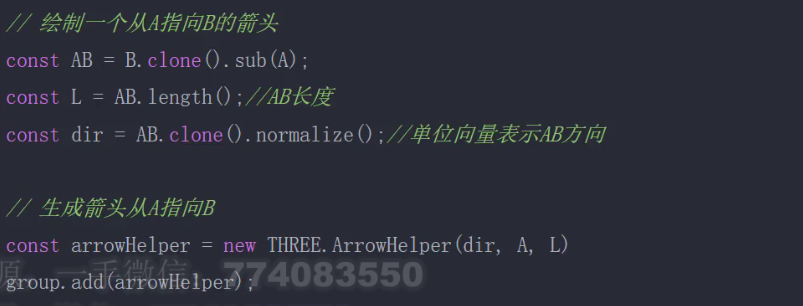 // 绘制一个从A指向B的箭头
const AB = B.clone().sub(A);
const L = AB.length();//AB长度
const dir = AB.clone().normalize();//单位向量表示AB方向
// 生成箭头从A指向B
const arrowHelper = new THREE.ArrowHelper(dir, A, L)
源，一手微信：774083550
group.add(arrowHelper);